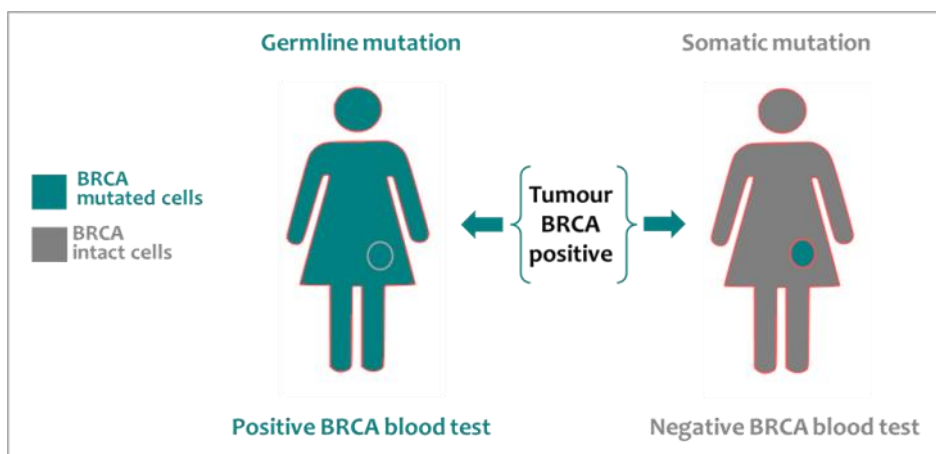 Germline mutation
Somatic mutation
BRCA
mutated cells
BRCA
intact cells
Tumour
BRCA
positive
Positive BRCA blood test
Negative BRCA blood test